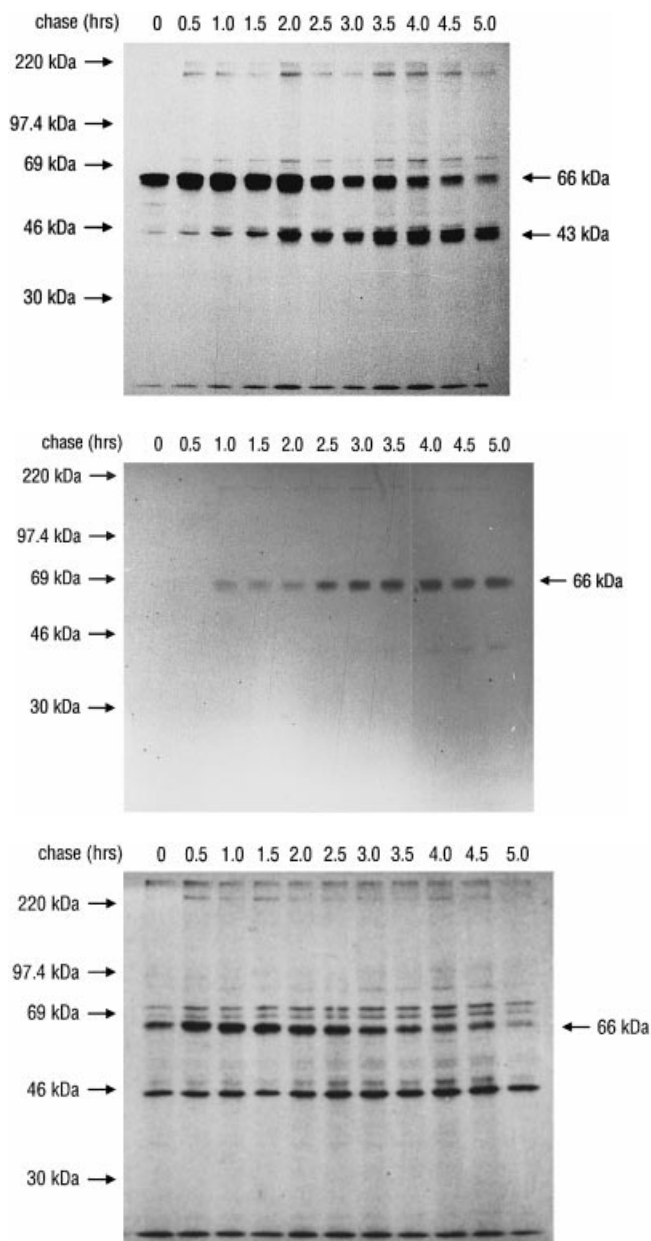 chase (hrs) 0 0.5 1.0 1.5 2.0 2.5 3.0 3.5 4.0 4.5 5.0
220 kDa →
97.4 kDa →
69 kDa →
← 66 kDa
46 kDa →
← 43 kDa
30 kDa →
chase (hrs) 0 0.5 1.0 1.5 2.0 2.5 3.0 3.5 4.0 4.5 5.0
220 kDa →
97.4 kDa →
69 kDa → ← 66 kDa
46 kDa →
30 kDa →
chase (hrs) 0 0.5 1.0 1.5 2.0 2.5 3.0 3.5 4.0 4.5 5.0
220 kDa →
97.4 kDa →
69 kDa →
← 66 kDa
46 kDa →
30 kDa →